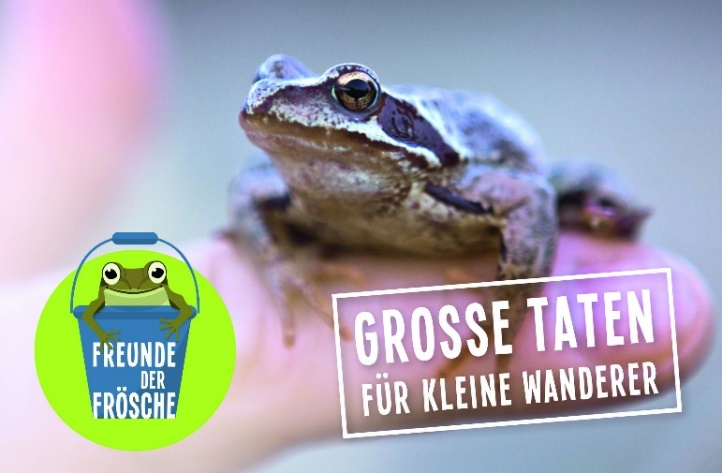 FREUNDE
DER
FRÖSCHE
GROSSE TATEN
FÜR KLEINE WANDERER